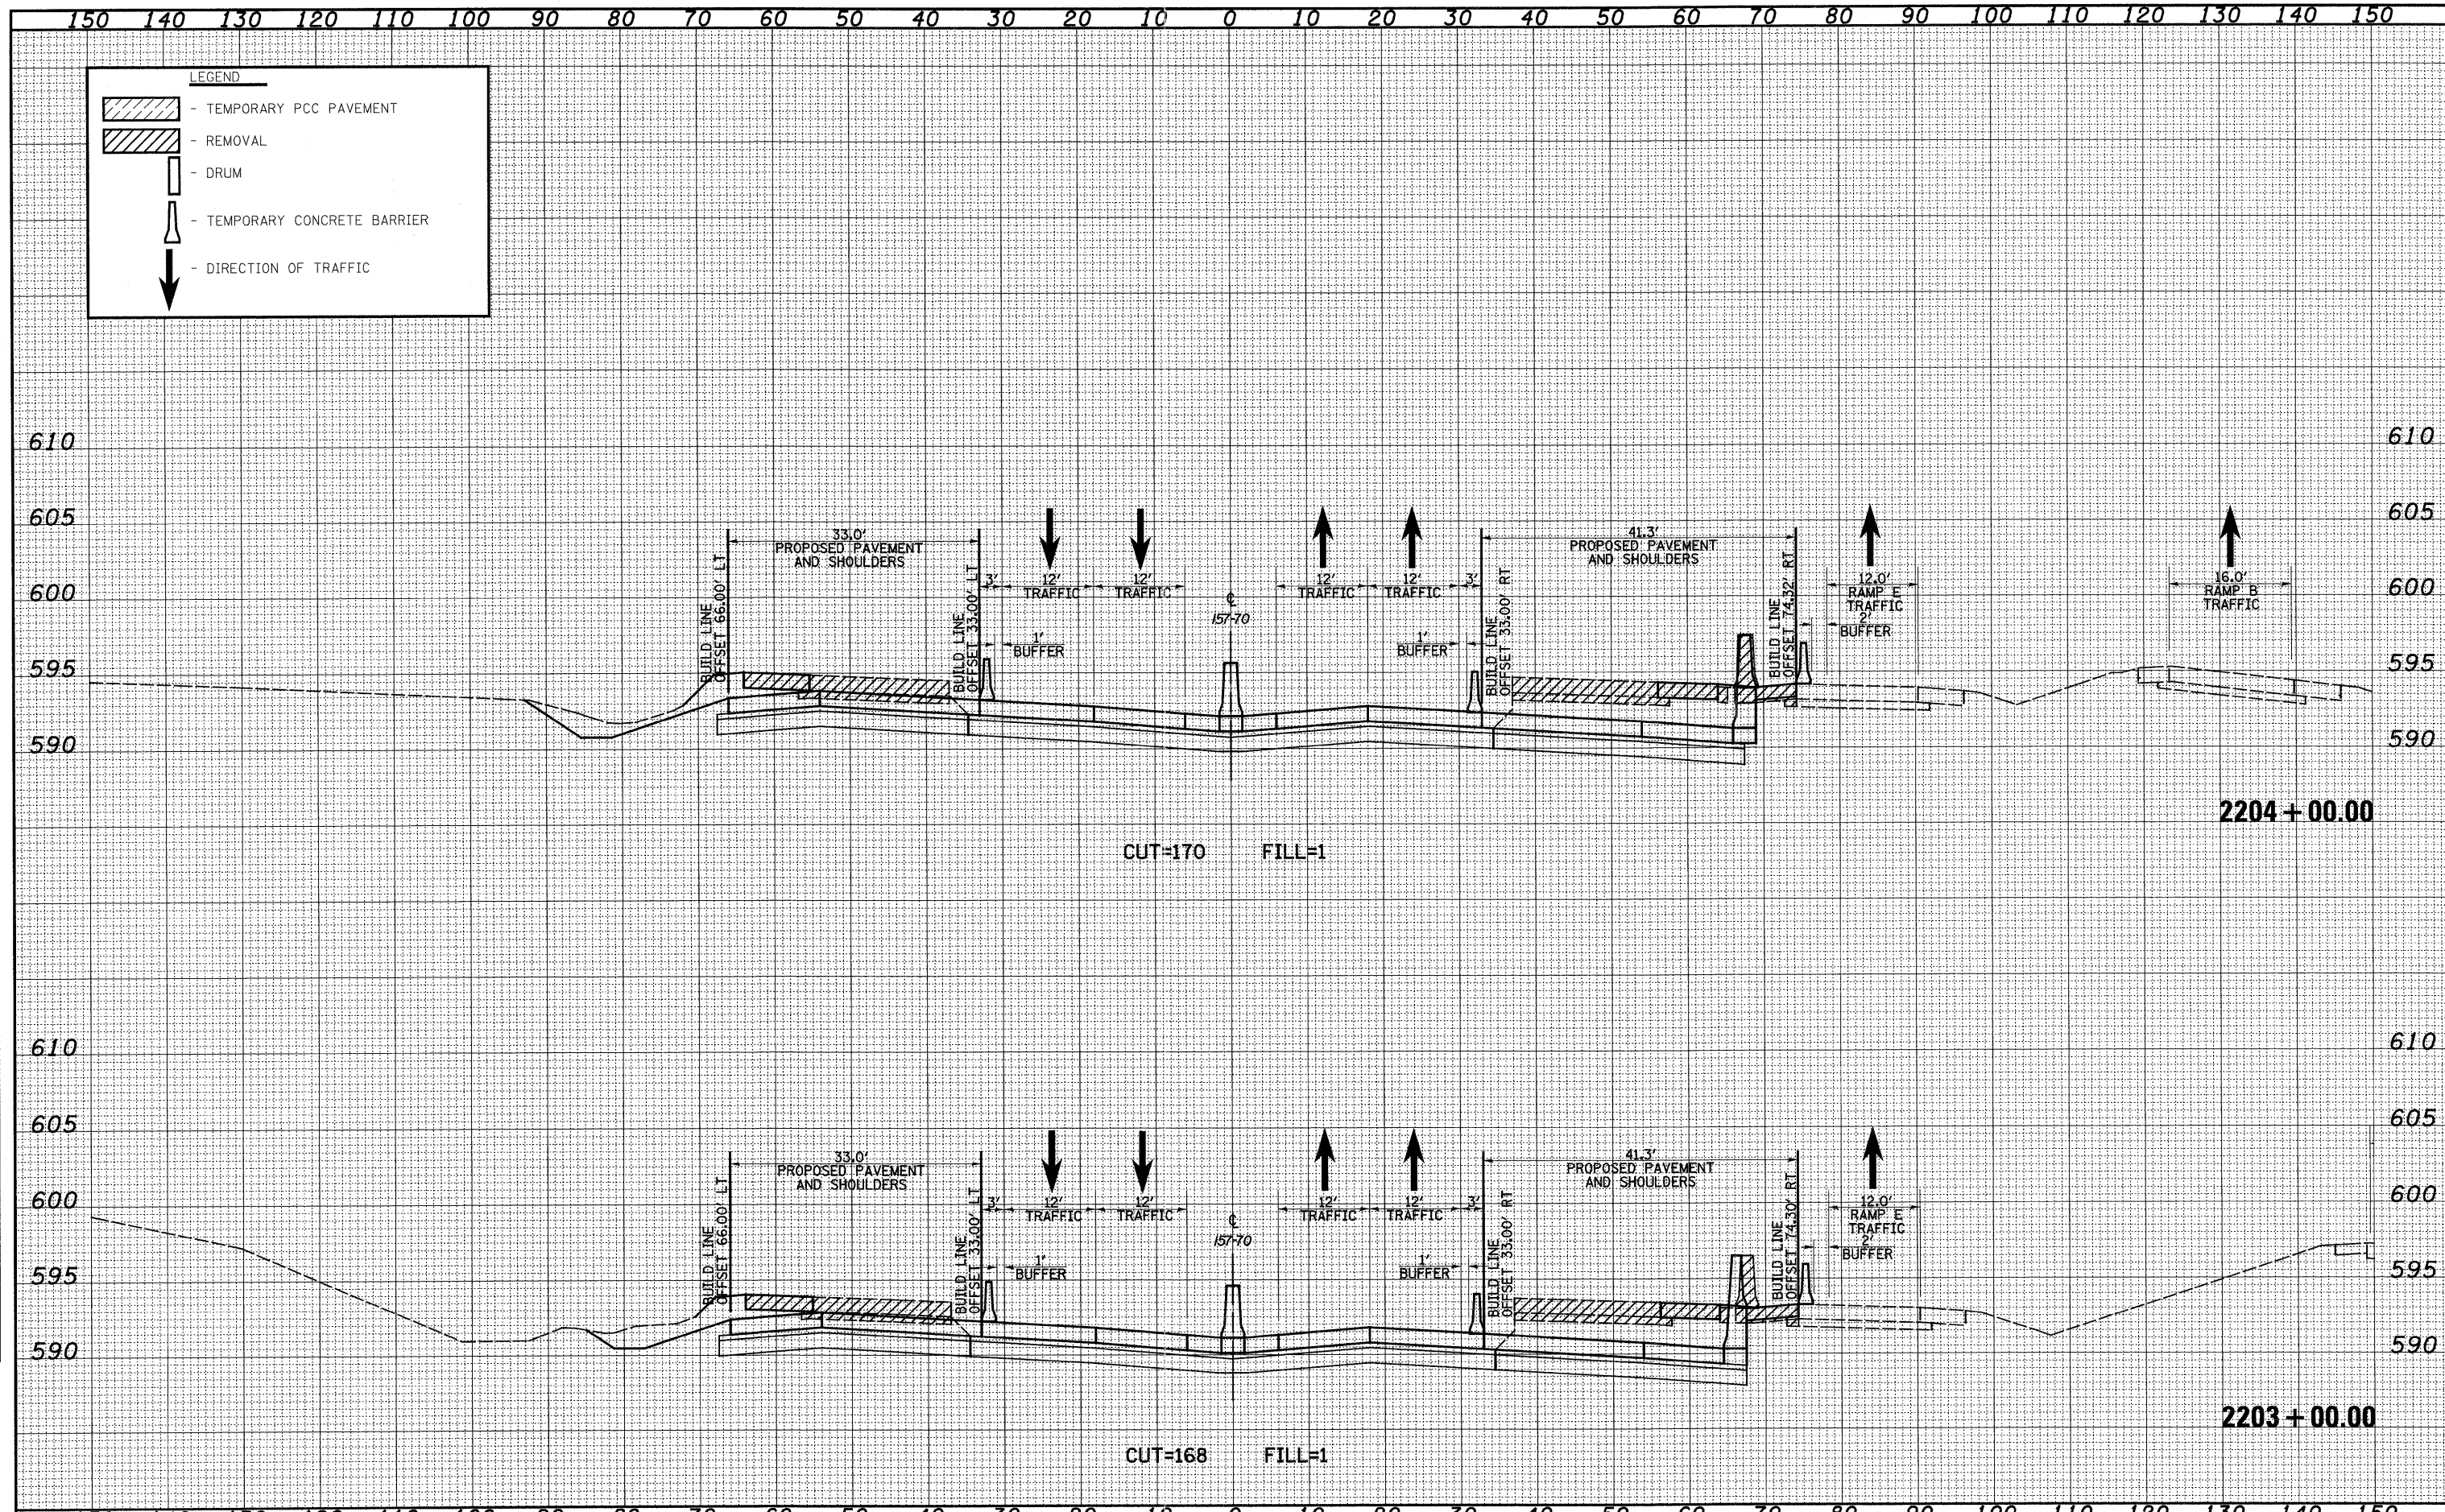 150 140 130 120 110 100 90 80 70 60 50 40 30 20 10 0 10 20 30 40 50 60 70 80 90 100 110 120 130 140 150
LEGEND
- TEMPORARY PCC PAVEMENT
- REMOVAL
- DRUM
- TEMPORARY CONCRETE BARRIER
- DIRECTION OF TRAFFIC
610 610
605 605
600 600
595 595
590 590
33.0'
PROPOSED PAVEMENT
AND SHOULDERS
BUILD LINE
OFFSET 66.00' LT
BUILD LINE
OFFSET 33.00' LT
3'
12'
TRAFFIC
12'
TRAFFIC
1'
BUFFER
℄
157-70
12'
TRAFFIC
12'
TRAFFIC
3'
1'
BUFFER
BUILD LINE
OFFSET 33.00' RT
41.3'
PROPOSED PAVEMENT
AND SHOULDERS
BUILD LINE
OFFSET 74.32' RT
12.0'
RAMP E
TRAFFIC
2'
BUFFER
16.0'
RAMP B
TRAFFIC
2204+00.00
CUT=170 FILL=1
610 610
605 605
600 600
595 595
590 590
33.0'
PROPOSED PAVEMENT
AND SHOULDERS
BUILD LINE
OFFSET 66.00' LT
BUILD LINE
OFFSET 33.00' LT
3'
12'
TRAFFIC
12'
TRAFFIC
1'
BUFFER
℄
157-70
12'
TRAFFIC
12'
TRAFFIC
3'
1'
BUFFER
BUILD LINE
OFFSET 33.00' RT
41.3'
PROPOSED PAVEMENT
AND SHOULDERS
BUILD LINE
OFFSET 74.30' RT
12.0'
RAMP E
TRAFFIC
2'
BUFFER
2203+00.00
CUT=168 FILL=1